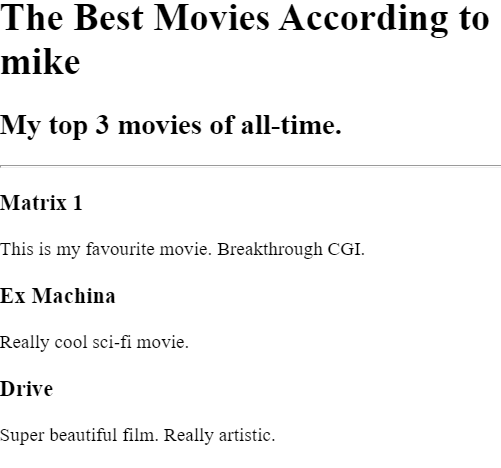 The Best Movies According to
mike
My top 3 movies of all-time.
Matrix 1
This is my favourite movie. Breakthrough CGI.
Ex Machina
Really cool sci-fi movie.
Drive
Super beautiful film. Really artistic.